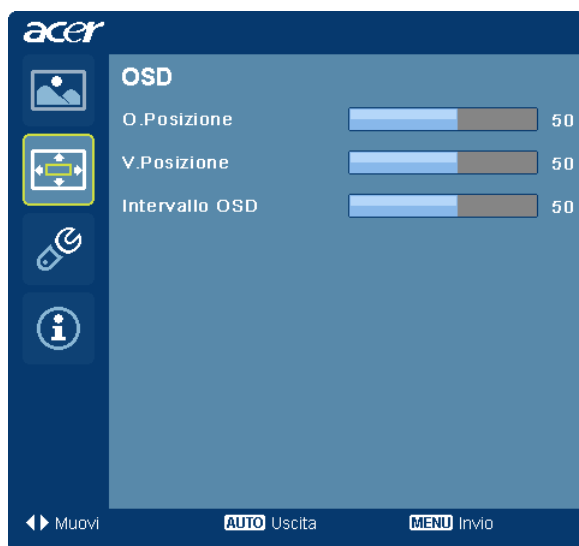 acer
OSD
O.Posizione 50
V.Posizione 50
Intervallo OSD 50
Muovi AUTO Uscita MENU Invio